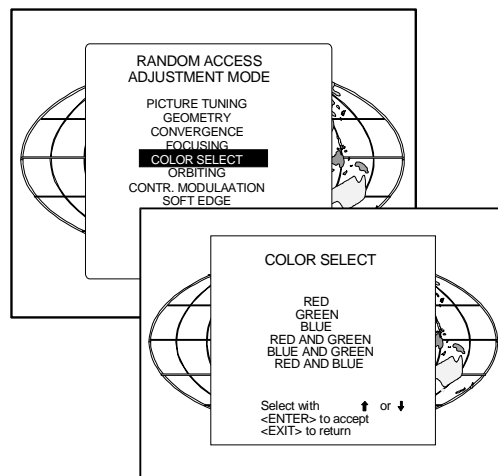 RANDOM ACCESS
ADJUSTMENT MODE
PICTURE TUNING
GEOMETRY
CONVERGENCE
FOCUSING
COLOR SELECT
ORBITING
CONTR. MODULAATION
SOFT EDGE
COLOR SELECT
RED
GREEN
BLUE
RED AND GREEN
BLUE AND GREEN
RED AND BLUE
Select with ⬆ or ⬇
<ENTER> to accept
<EXIT> to return